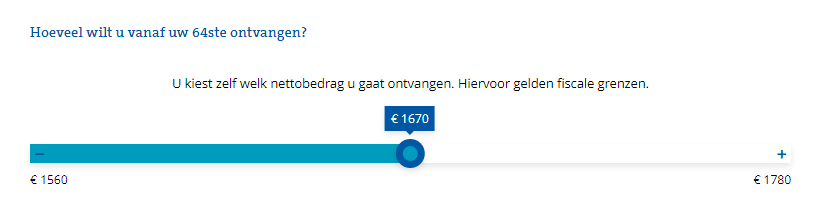 Hoeveel wilt u vanaf uw 64ste ontvangen?
U kiest zelf welk nettobedrag u gaat ontvangen. Hiervoor gelden fiscale grenzen.
€ 1670
− +
€ 1560 € 1780